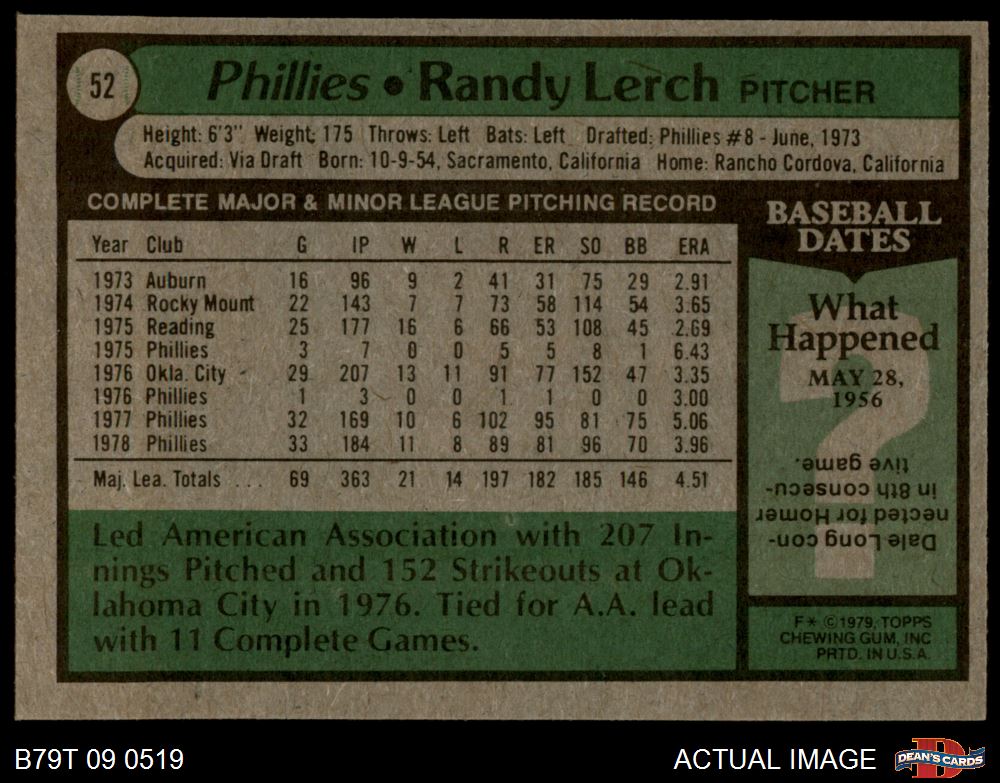 52
Phillies • Randy Lerch PITCHER
Height: 6'3" Weight: 175 Throws: Left Bats: Left Drafted: Phillies #8 - June, 1973
Acquired: Via Draft Born: 10-9-54, Sacramento, California Home: Rancho Cordova, California
COMPLETE MAJOR & MINOR LEAGUE PITCHING RECORD
Year Club G IP W L R ER SO BB ERA
1973 Auburn 16 96 9 2 41 31 75 29 2.91
1974 Rocky Mount 22 143 7 7 73 58 114 54 3.65
1975 Reading 25 177 16 6 66 53 108 45 2.69
1975 Phillies 3 7 0 0 5 5 8 1 6.43
1976 Okla. City 29 207 13 11 91 77 152 47 3.35
1976 Phillies 1 3 0 0 1 1 0 0 3.00
1977 Phillies 32 169 10 6 102 95 81 75 5.06
1978 Phillies 33 184 11 8 89 81 96 70 3.96
Maj. Lea. Totals ... 69 363 21 14 197 182 185 146 4.51
Led American Association with 207 In-
nings Pitched and 152 Strikeouts at Ok-
lahoma City in 1976. Tied for A.A. lead
with 11 Complete Games.
BASEBALL
DATES
What
Happened
MAY 28,
1956
?
Dale Long con-
nected for Homer
in 8th consecu-
tive game.
F* © 1979, TOPPS
CHEWING GUM, INC
PRTD. IN U.S.A.
B79T 09 0519
ACTUAL IMAGE
D
DEAN'S CARDS